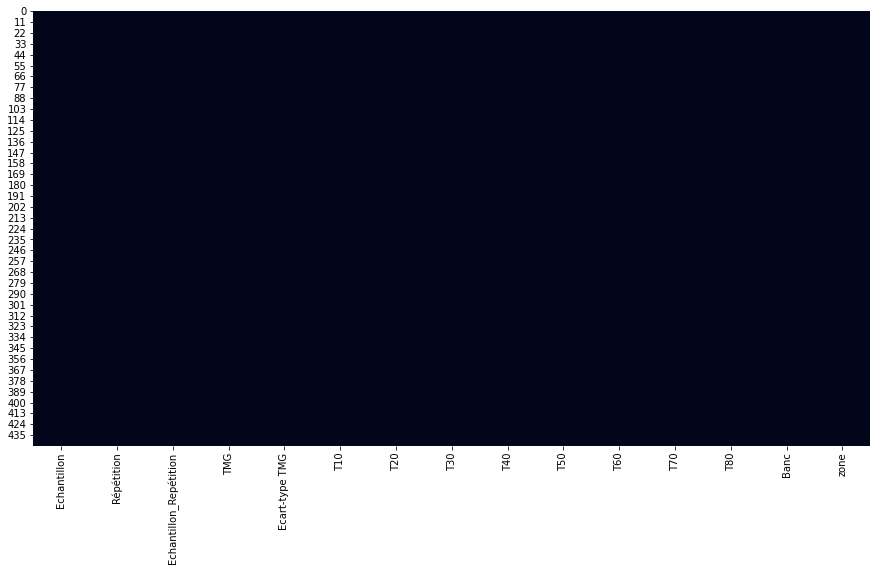 0
11
22
33
44
55
66
77
88
103
114
125
136
147
158
169
180
191
202
213
224
235
246
257
268
279
290
301
312
323
334
345
356
367
378
389
400
413
424
435
Echantillon
Répétition
Echantillon_Repétition
TMG
Ecart-type TMG
T10
T20
T30
T40
T50
T60
T70
T80
Banc
zone